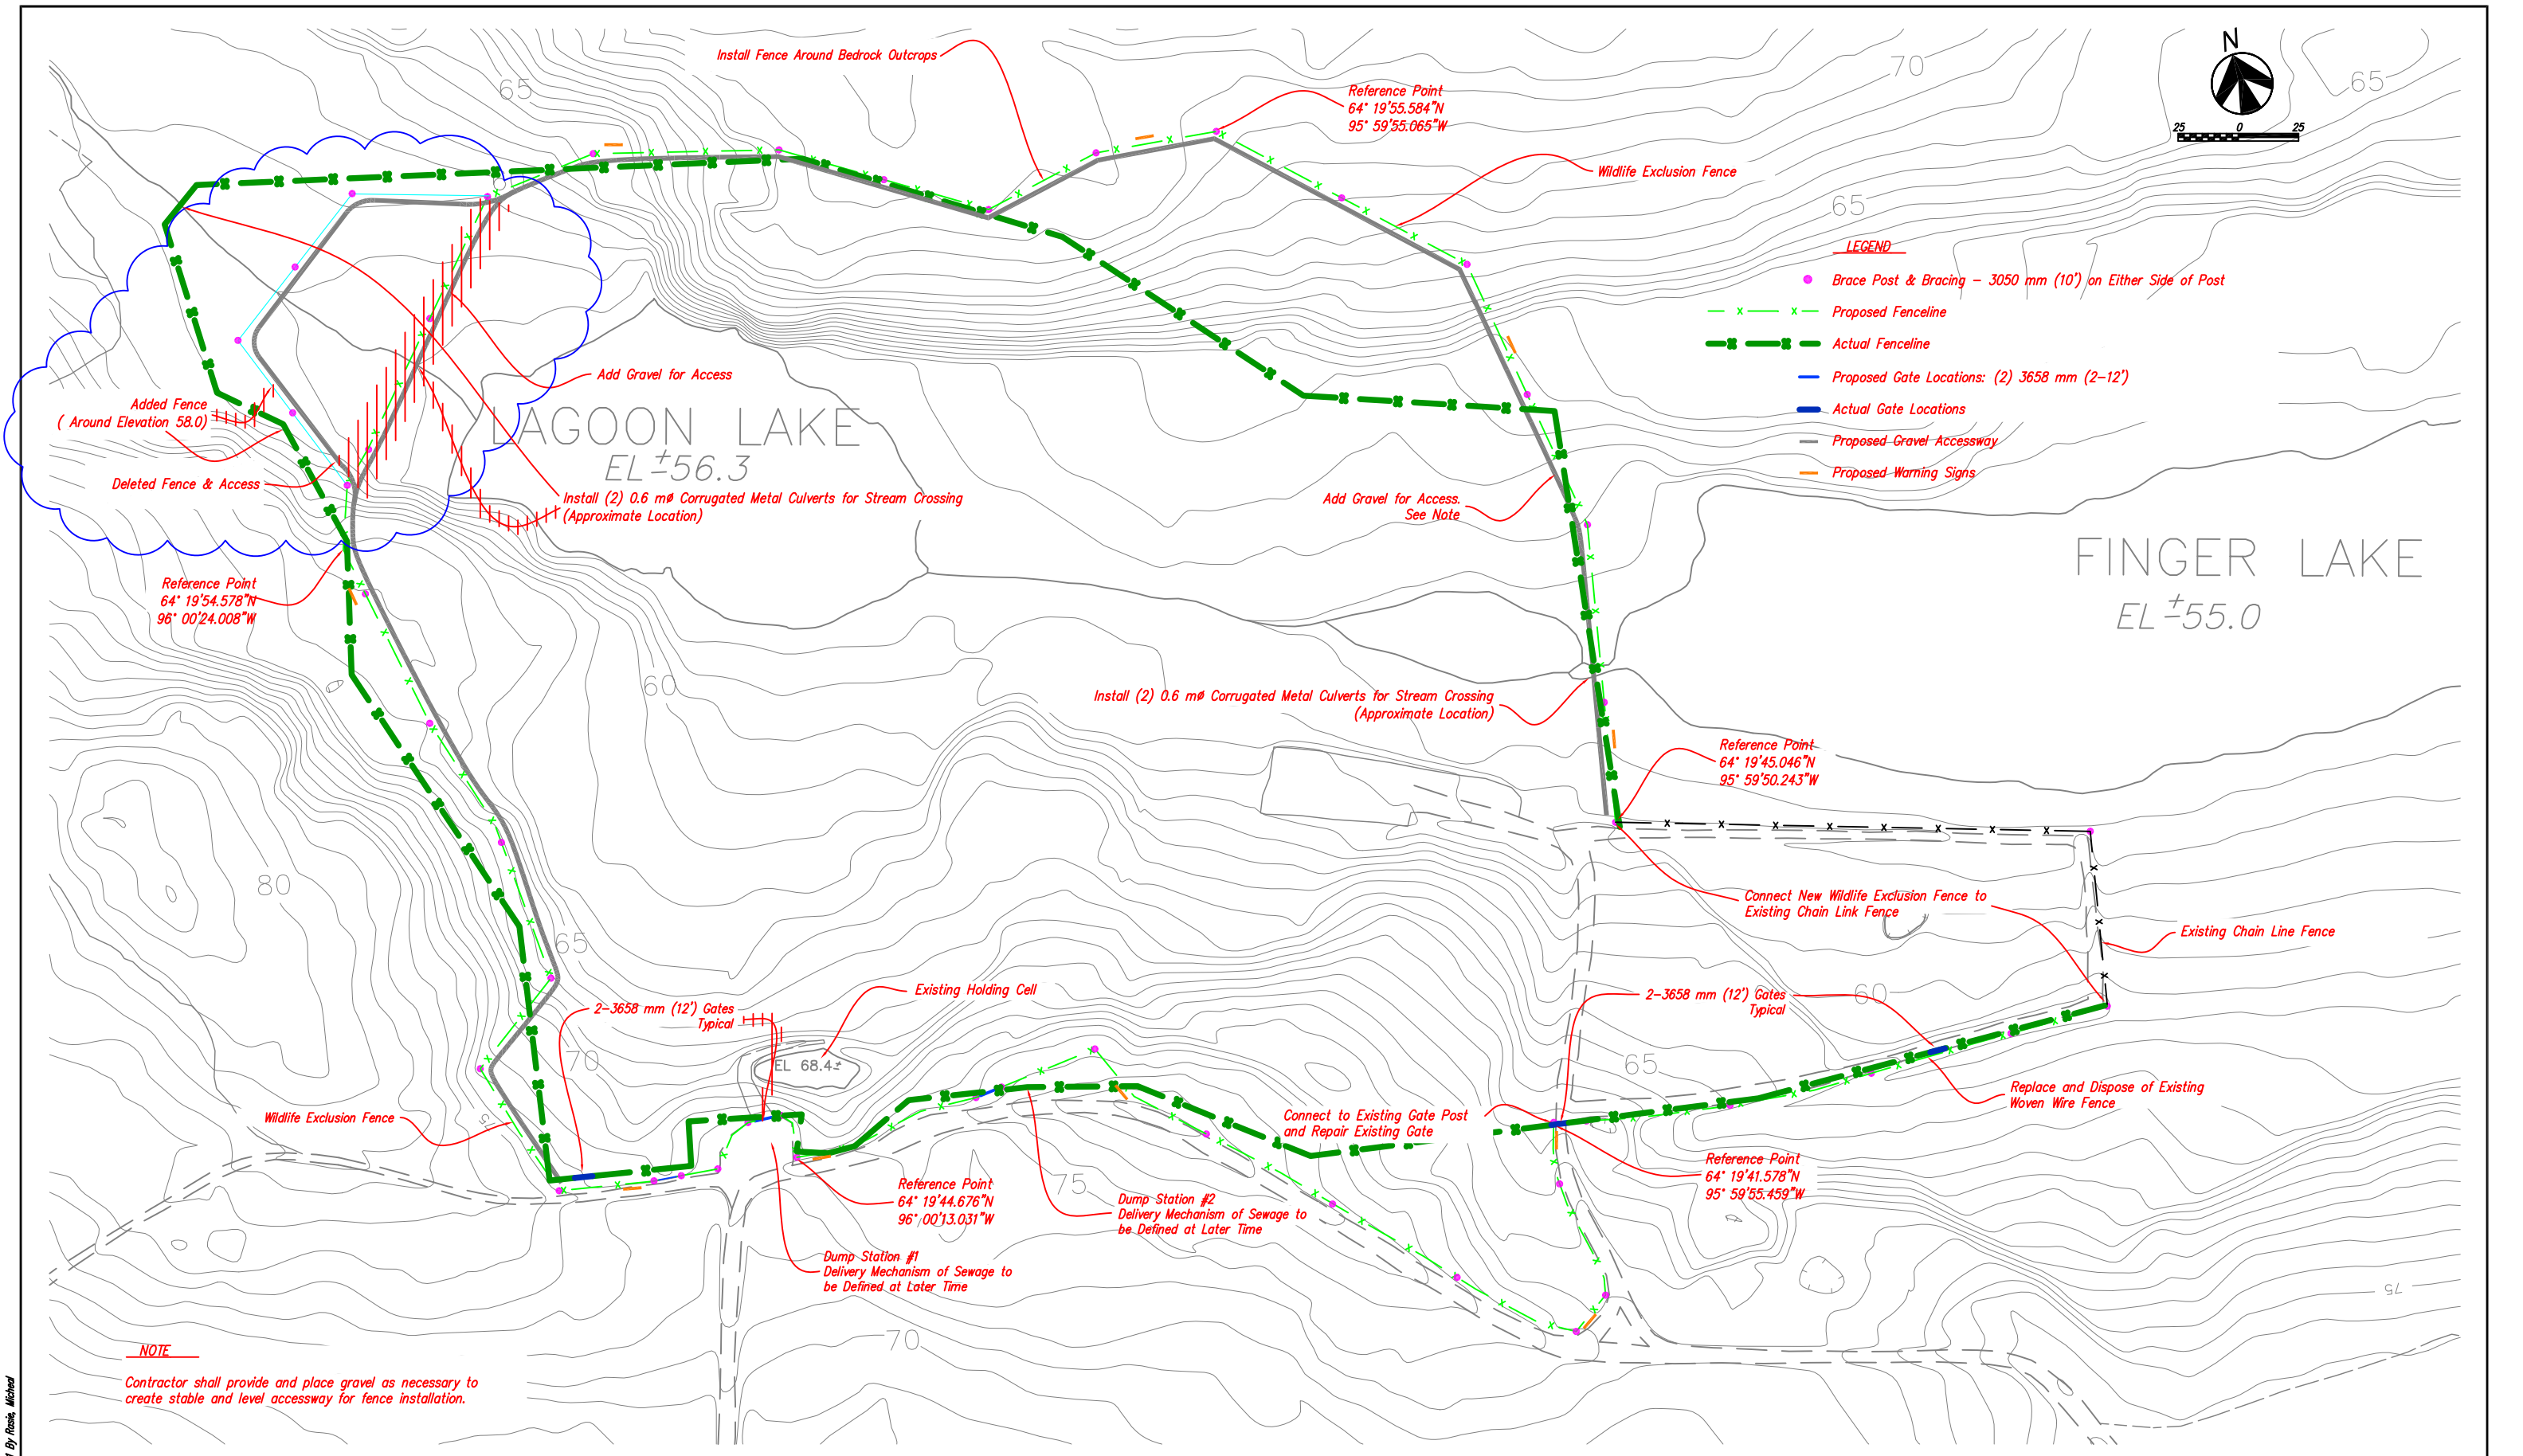 Install Fence Around Bedrock Outcrops
Reference Point
64° 19'55.584"N
95° 59'55.065"W
Wildlife Exclusion Fence
N
25 0 25
65
70
65
65
LEGEND
Brace Post & Bracing - 3050 mm (10') on Either Side of Post
x x Proposed Fenceline
Actual Fenceline
Proposed Gate Locations: (2) 3658 mm (2-12')
Actual Gate Locations
Proposed Gravel Accessway
Proposed Warning Signs
Add Gravel for Access
Added Fence
( Around Elevation 58.0)
LAGOON LAKE
EL±56.3
Deleted Fence & Access
Install (2) 0.6 mø Corrugated Metal Culverts for Stream Crossing
(Approximate Location)
Add Gravel for Access.
See Note
FINGER LAKE
EL±55.0
Reference Point
64° 19'54.578"N
96° 00'24.008"W
60
Install (2) 0.6 mø Corrugated Metal Culverts for Stream Crossing
(Approximate Location)
Reference Point
64° 19'45.046"N
95° 59'50.243"W
80
65
Connect New Wildlife Exclusion Fence to
Existing Chain Link Fence
Existing Chain Line Fence
2-3658 mm (12') Gates
Typical
Existing Holding Cell
2-3658 mm (12') Gates
Typical
60
70
EL 68.4±
65
Wildlife Exclusion Fence
75
Connect to Existing Gate Post
and Repair Existing Gate
Replace and Dispose of Existing
Woven Wire Fence
Reference Point
64° 19'44.676"N
96° 00'13.031"W
75
Dump Station #2
Delivery Mechanism of Sewage to
be Defined at Later Time
Reference Point
64° 19'41.578"N
95° 59'55.459"W
Dump Station #1
Delivery Mechanism of Sewage to
be Defined at Later Time
75
70
NOTE
Contractor shall provide and place gravel as necessary to
create stable and level accessway for fence installation.
By Rosie, Micheal